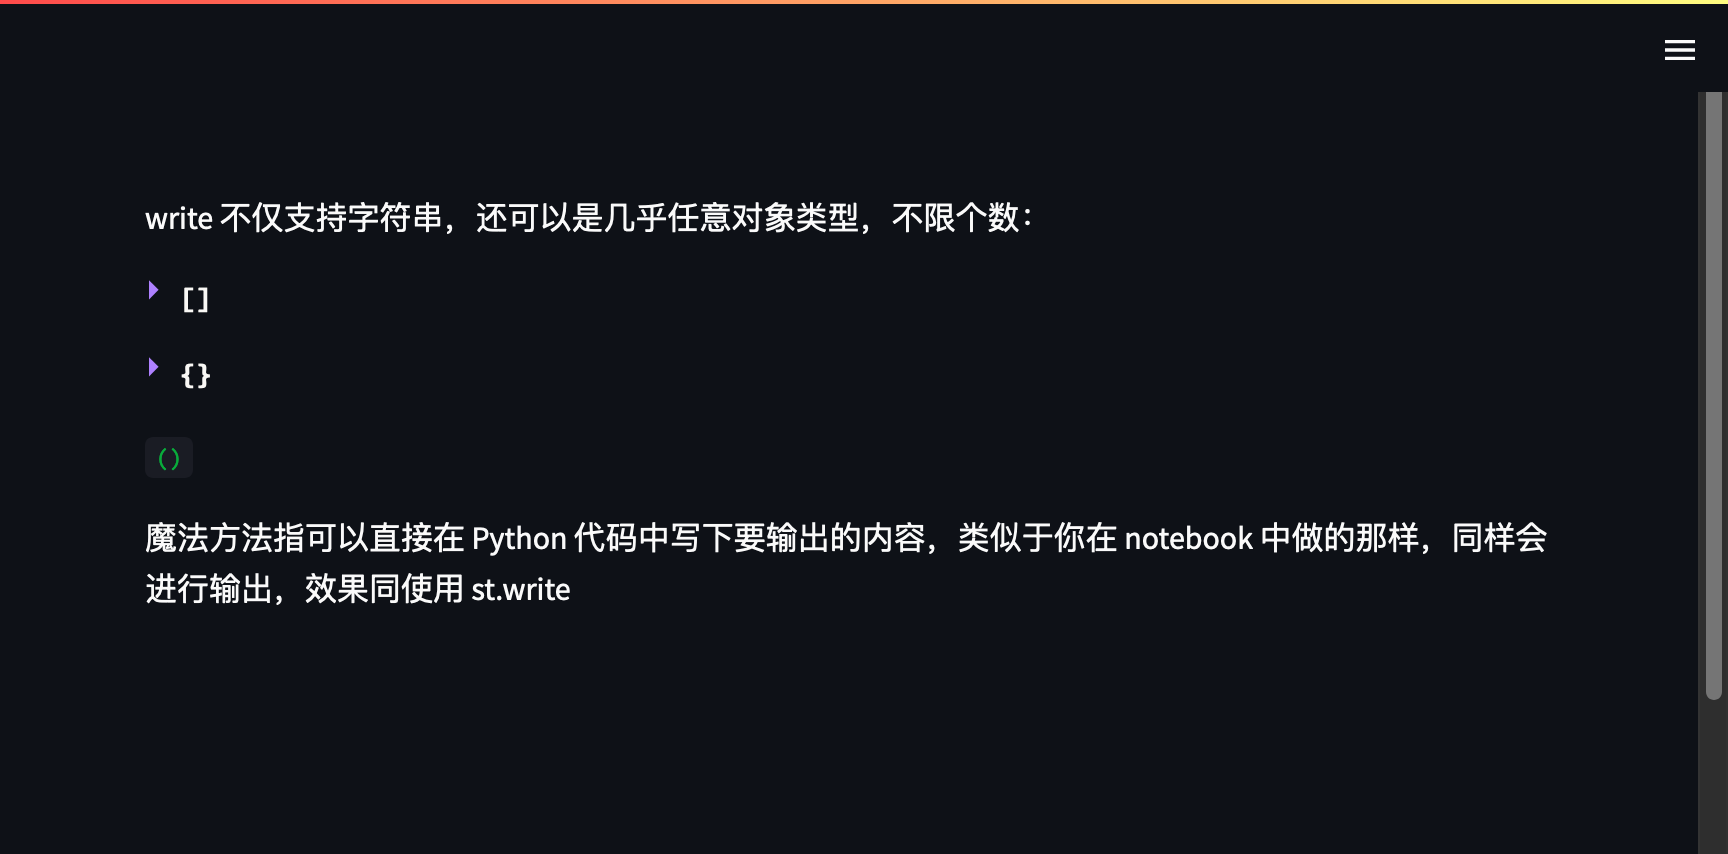 write 不仅支持字符串，还可以是几乎任意对象类型，不限个数：
[]
{}
()
魔法方法指可以直接在 Python 代码中写下要输出的内容，类似于你在 notebook 中做的那样，同样会
进行输出，效果同使用 st.write